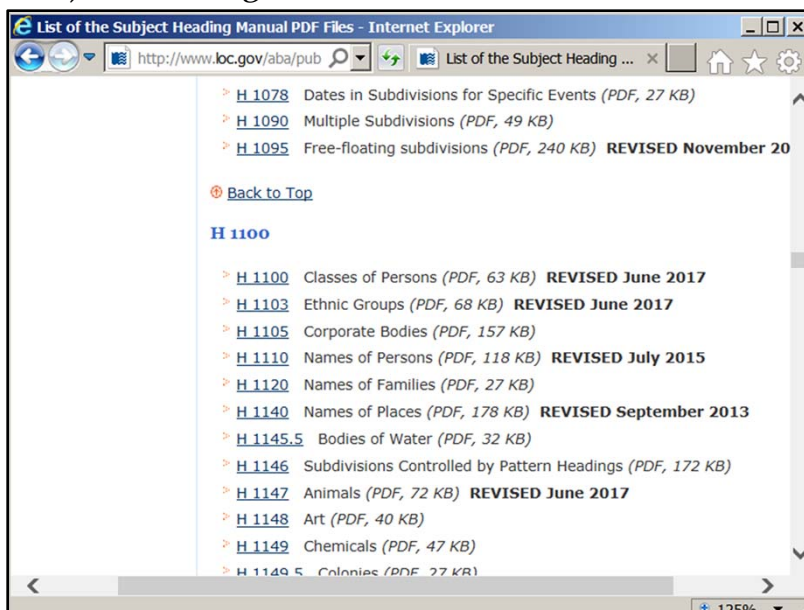 List of the Subject Heading Manual PDF Files - Internet Explorer
http://www.loc.gov/aba/pub List of the Subject Heading ...
H 1078 Dates in Subdivisions for Specific Events (PDF, 27 KB)
H 1090 Multiple Subdivisions (PDF, 49 KB)
H 1095 Free-floating subdivisions (PDF, 240 KB) REVISED November 20
Back to Top
H 1100
H 1100 Classes of Persons (PDF, 63 KB) REVISED June 2017
H 1103 Ethnic Groups (PDF, 68 KB) REVISED June 2017
H 1105 Corporate Bodies (PDF, 157 KB)
H 1110 Names of Persons (PDF, 118 KB) REVISED July 2015
H 1120 Names of Families (PDF, 27 KB)
H 1140 Names of Places (PDF, 178 KB) REVISED September 2013
H 1145.5 Bodies of Water (PDF, 32 KB)
H 1146 Subdivisions Controlled by Pattern Headings (PDF, 172 KB)
H 1147 Animals (PDF, 72 KB) REVISED June 2017
H 1148 Art (PDF, 40 KB)
H 1149 Chemicals (PDF, 47 KB)
H 1149.5 Colonies (PDF, 27 KB)
125%